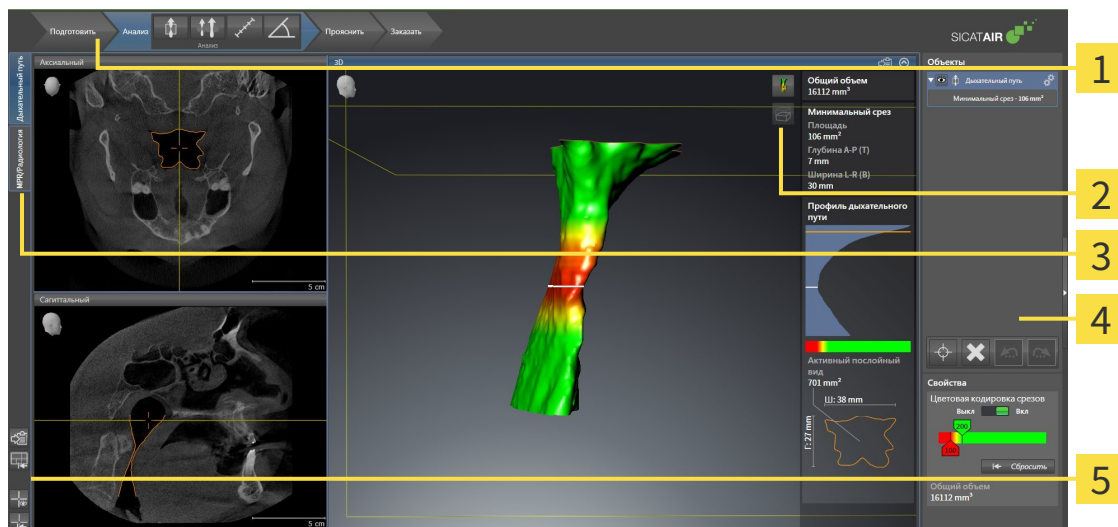 Подготовить
Анализ
Анализ
Прояснить
Заказать
SICATAIR
1
2
3
4
5
Дыхательный путь
MPR/Радиология
Аксиальный
5 cm
Сагиттальный
5 cm
3D
Общий объем
16112 mm³
Минимальный срез
Площадь
106 mm²
Глубина A-P (T)
7 mm
Ширина L-R (B)
30 mm
Профиль дыхательного
пути
Активный послойный
вид
701 mm²
Ш: 38 mm
Г: 27 mm
Объекты
Дыхательный путь
Минимальный срез - 106 mm²
Свойства
Цветовая кодировка срезов
Выкл
Вкл
200
100
Сбросить
Общий объем
16112 mm³